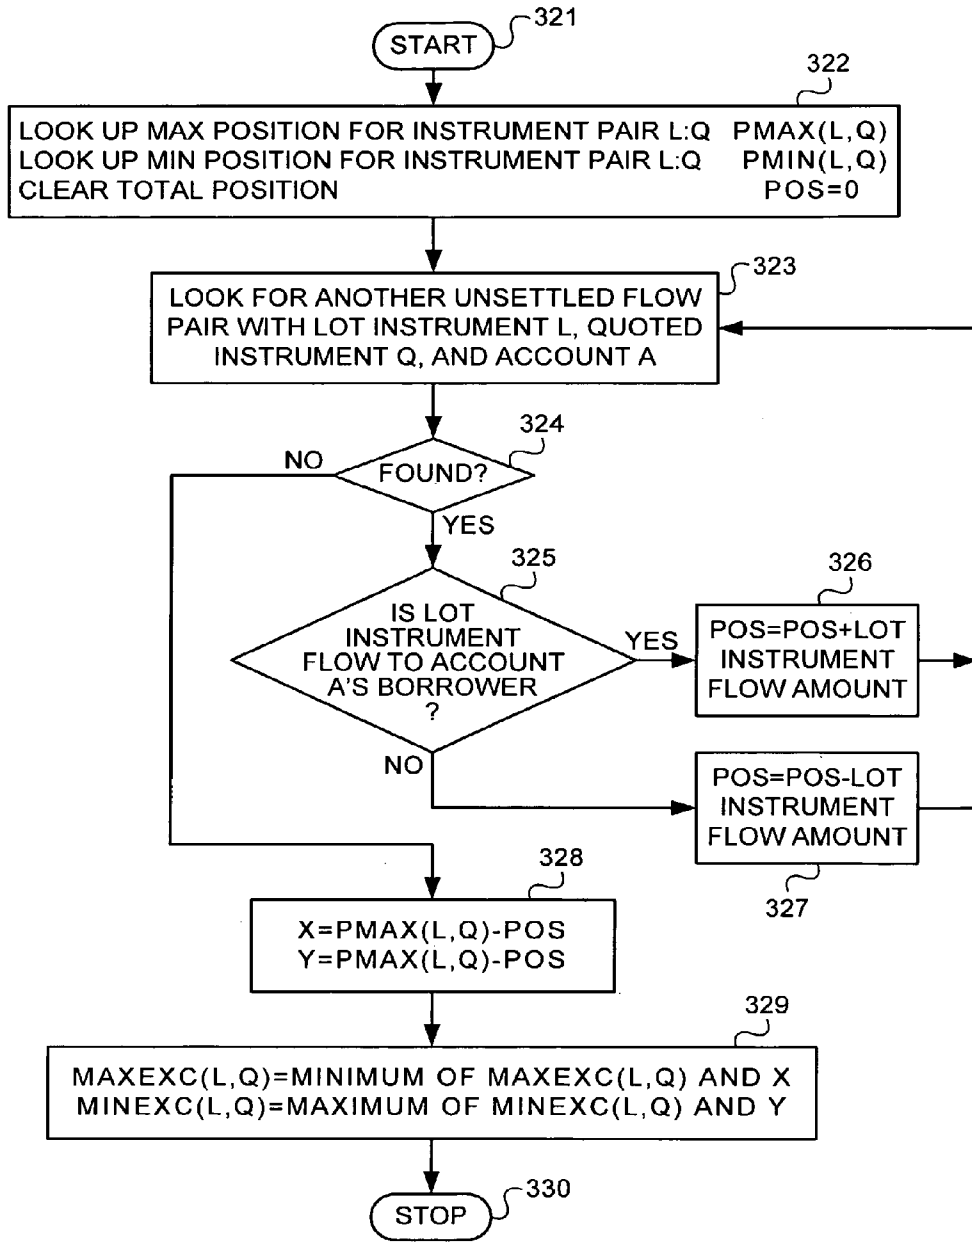 START
321
322
LOOK UP MAX POSITION FOR INSTRUMENT PAIR L:Q PMAX(L,Q)
LOOK UP MIN POSITION FOR INSTRUMENT PAIR L:Q PMIN(L,Q)
CLEAR TOTAL POSITION POS=0
323
LOOK FOR ANOTHER UNSETTLED FLOW
PAIR WITH LOT INSTRUMENT L, QUOTED
INSTRUMENT Q, AND ACCOUNT A
324
NO
FOUND?
YES
325
IS LOT
INSTRUMENT
FLOW TO ACCOUNT
A'S BORROWER
?
YES
326
POS=POS+LOT
INSTRUMENT
FLOW AMOUNT
NO
POS=POS-LOT
INSTRUMENT
FLOW AMOUNT
327
328
X=PMAX(L,Q)-POS
Y=PMAX(L,Q)-POS
329
MAXEXC(L,Q)=MINIMUM OF MAXEXC(L,Q) AND X
MINEXC(L,Q)=MAXIMUM OF MINEXC(L,Q) AND Y
STOP
330